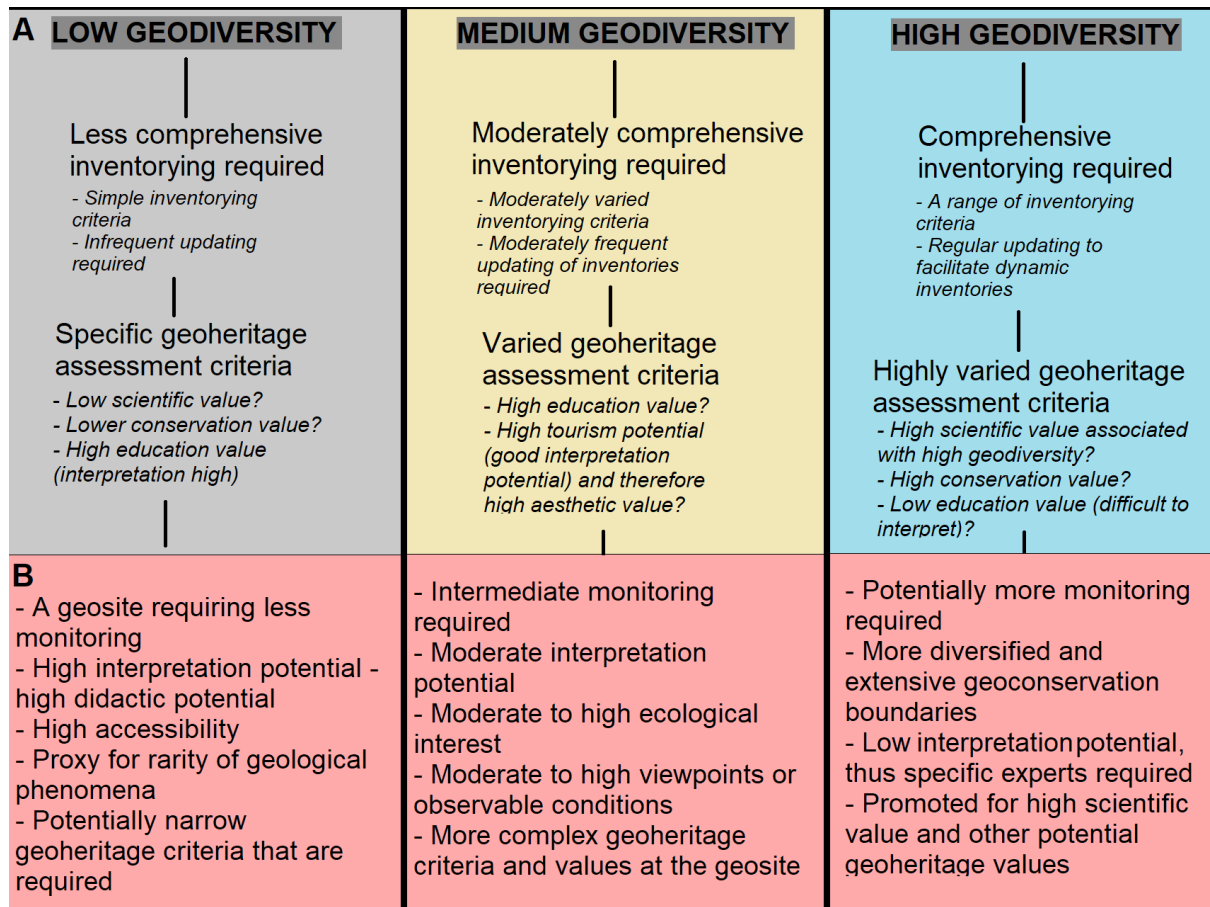 A
LOW GEODIVERSITY
Less comprehensive
inventorying required
- Simple inventorying
criteria
- Infrequent updating
required
Specific geoheritage
assessment criteria
- Low scientific value?
- Lower conservation value?
- High education value
(interpretation high)
MEDIUM GEODIVERSITY
Moderately comprehensive
inventorying required
- Moderately varied
inventorying criteria
- Moderately frequent
updating of inventories
required
Varied geoheritage
assessment criteria
- High education value?
- High tourism potential
(good interpretation
potential) and therefore
high aesthetic value?
HIGH GEODIVERSITY
Comprehensive
inventorying required
- A range of inventorying
criteria
- Regular updating to
facilitate dynamic
inventories
Highly varied geoheritage
assessment criteria
- High scientific value associated
with high geodiversity?
- High conservation value?
- Low education value (difficult to
interpret)?
B
- A geosite requiring less
monitoring
- High interpretation potential -
high didactic potential
- High accessibility
- Proxy for rarity of geological
phenomena
- Potentially narrow
geoheritage criteria that are
required
- Intermediate monitoring
required
- Moderate interpretation
potential
- Moderate to high ecological
interest
- Moderate to high viewpoints or
observable conditions
- More complex geoheritage
criteria and values at the geosite
- Potentially more monitoring
required
- More diversified and
extensive geoconservation
boundaries
- Low interpretation potential,
thus specific experts required
- Promoted for high scientific
value and other potential
geoheritage values